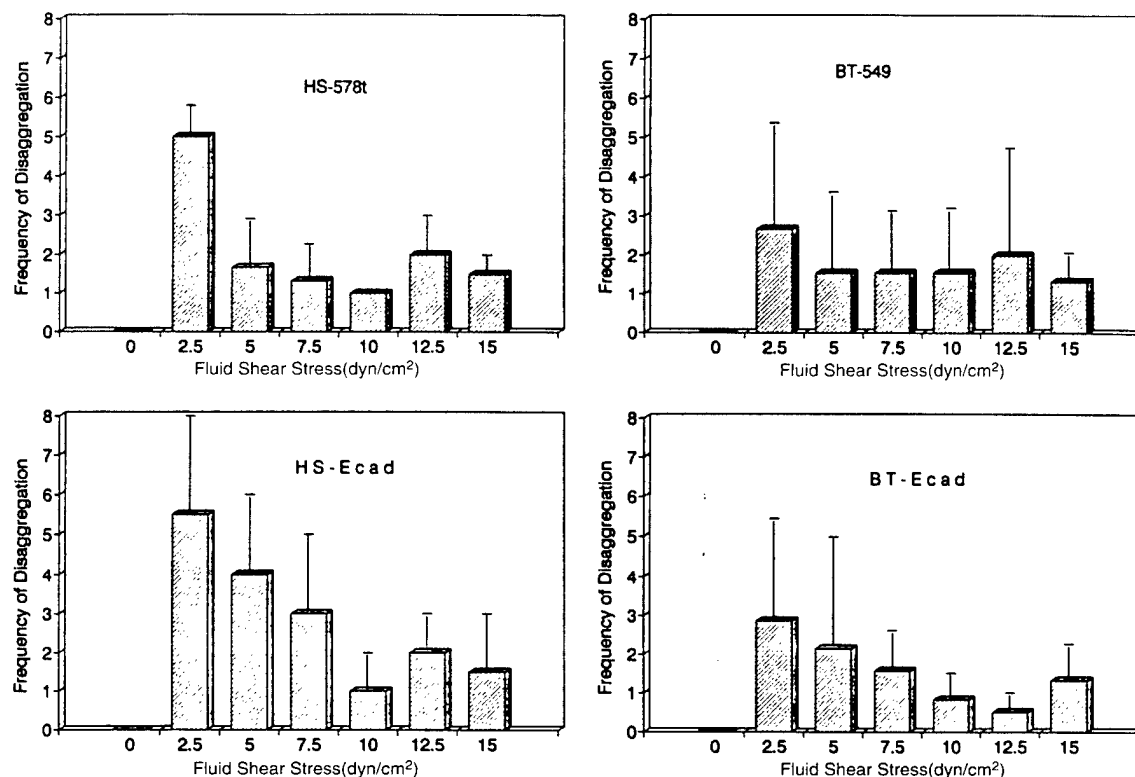 8
7
6
5
4
3
2
1
0
Frequency of Disaggregation
HS-578t
0 2.5 5 7.5 10 12.5 15
Fluid Shear Stress(dyn/cm²)
8
7
6
5
4
3
2
1
0
Frequency of Disaggregation
BT-549
0 2.5 5 7.5 10 12.5 15
Fluid Shear Stress(dyn/cm²)
8
7
6
5
4
3
2
1
0
Frequency of Disaggregation
HS-Ecad
0 2.5 5 7.5 10 12.5 15
Fluid Shear Stress(dyn/cm²)
8
7
6
5
4
3
2
1
0
Frequency of Disaggregation
BT-Ecad
0 2.5 5 7.5 10 12.5 15
Fluid Shear Stress(dyn/cm²)